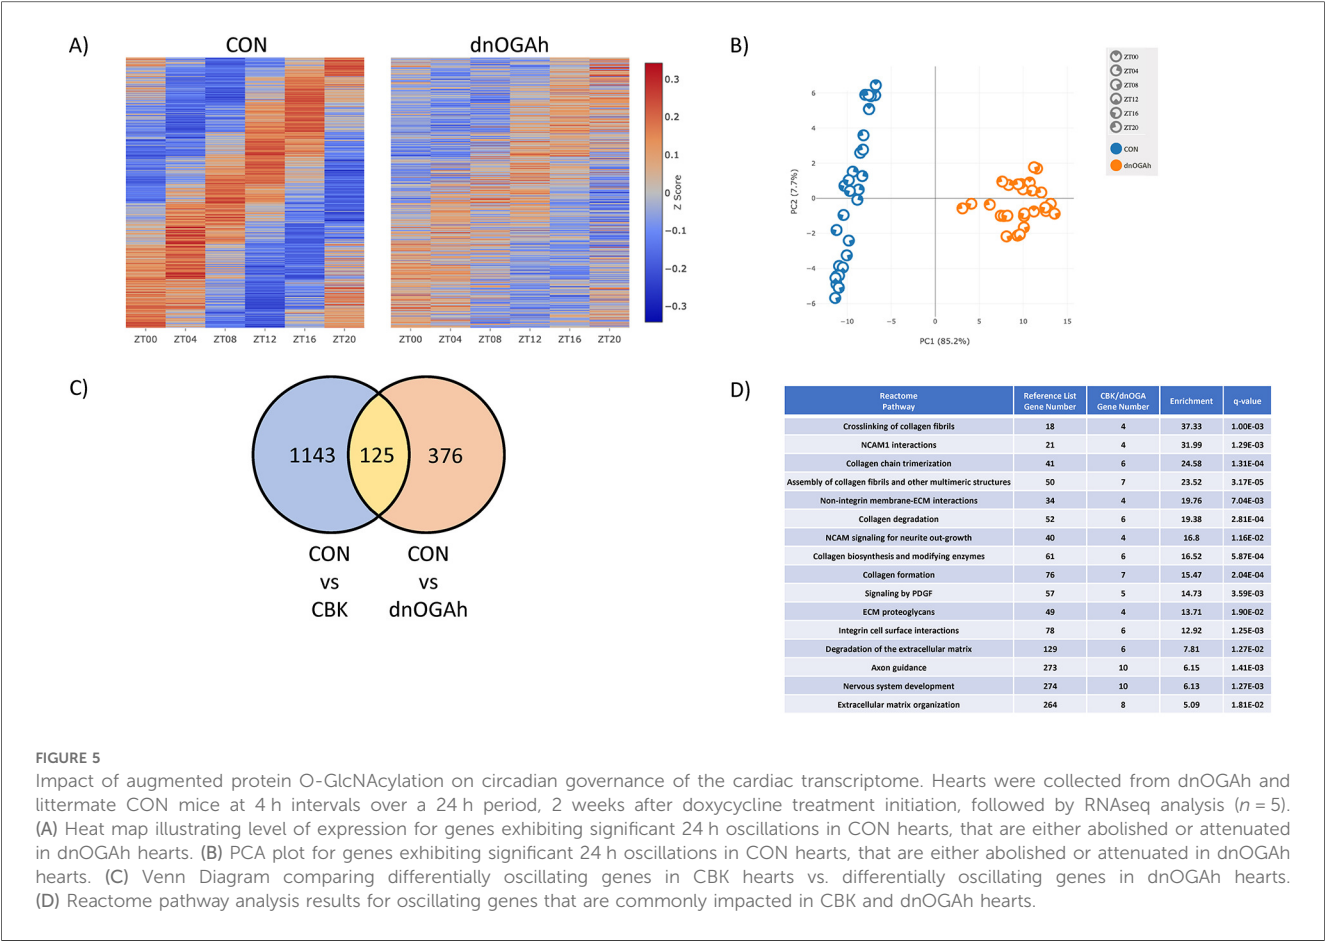 A)
CON
dnOGAh
0.3
0.2
0.1
0
−0.1
−0.2
−0.3
Z Score
ZT00 ZT04 ZT08 ZT12 ZT16 ZT20
ZT00 ZT04 ZT08 ZT12 ZT16 ZT20
B)
6
4
2
0
−2
−4
−6
PC2 (7.7%)
−10 −5 0 5 10 15
PC1 (85.2%)
ZT00
ZT04
ZT08
ZT12
ZT16
ZT20
CON
dnOGAh
C)
1143 125 376
CON
vs
CBK
CON
vs
dnOGAh
D)
Reactome Pathway Reference List Gene Number CBK/dnOGA Gene Number Enrichment q-value
Crosslinking of collagen fibrils 18 4 37.33 1.00E-03
NCAM1 interactions 21 4 31.99 1.29E-03
Collagen chain trimerization 41 6 24.58 1.31E-04
Assembly of collagen fibrils and other multimeric structures 50 7 23.52 3.17E-05
Non-integrin membrane-ECM interactions 34 4 19.76 7.04E-03
Collagen degradation 52 6 19.38 2.81E-04
NCAM signaling for neurite out-growth 40 4 16.8 1.16E-02
Collagen biosynthesis and modifying enzymes 61 6 16.52 5.87E-04
Collagen formation 76 7 15.47 2.04E-04
Signaling by PDGF 57 5 14.73 3.59E-03
ECM proteoglycans 49 4 13.71 1.90E-02
Integrin cell surface interactions 78 6 12.92 1.25E-03
Degradation of the extracellular matrix 129 6 7.81 1.27E-02
Axon guidance 273 10 6.15 1.41E-03
Nervous system development 274 10 6.13 1.27E-03
Extracellular matrix organization 264 8 5.09 1.81E-02
FIGURE 5
Impact of augmented protein O-GlcNAcylation on circadian governance of the cardiac transcriptome. Hearts were collected from dnOGAh and
littermate CON mice at 4 h intervals over a 24 h period, 2 weeks after doxycycline treatment initiation, followed by RNAseq analysis (n = 5).
(A) Heat map illustrating level of expression for genes exhibiting significant 24 h oscillations in CON hearts, that are either abolished or attenuated
in dnOGAh hearts. (B) PCA plot for genes exhibiting significant 24 h oscillations in CON hearts, that are either abolished or attenuated in dnOGAh
hearts. (C) Venn Diagram comparing differentially oscillating genes in CBK hearts vs. differentially oscillating genes in dnOGAh hearts.
(D) Reactome pathway analysis results for oscillating genes that are commonly impacted in CBK and dnOGAh hearts.